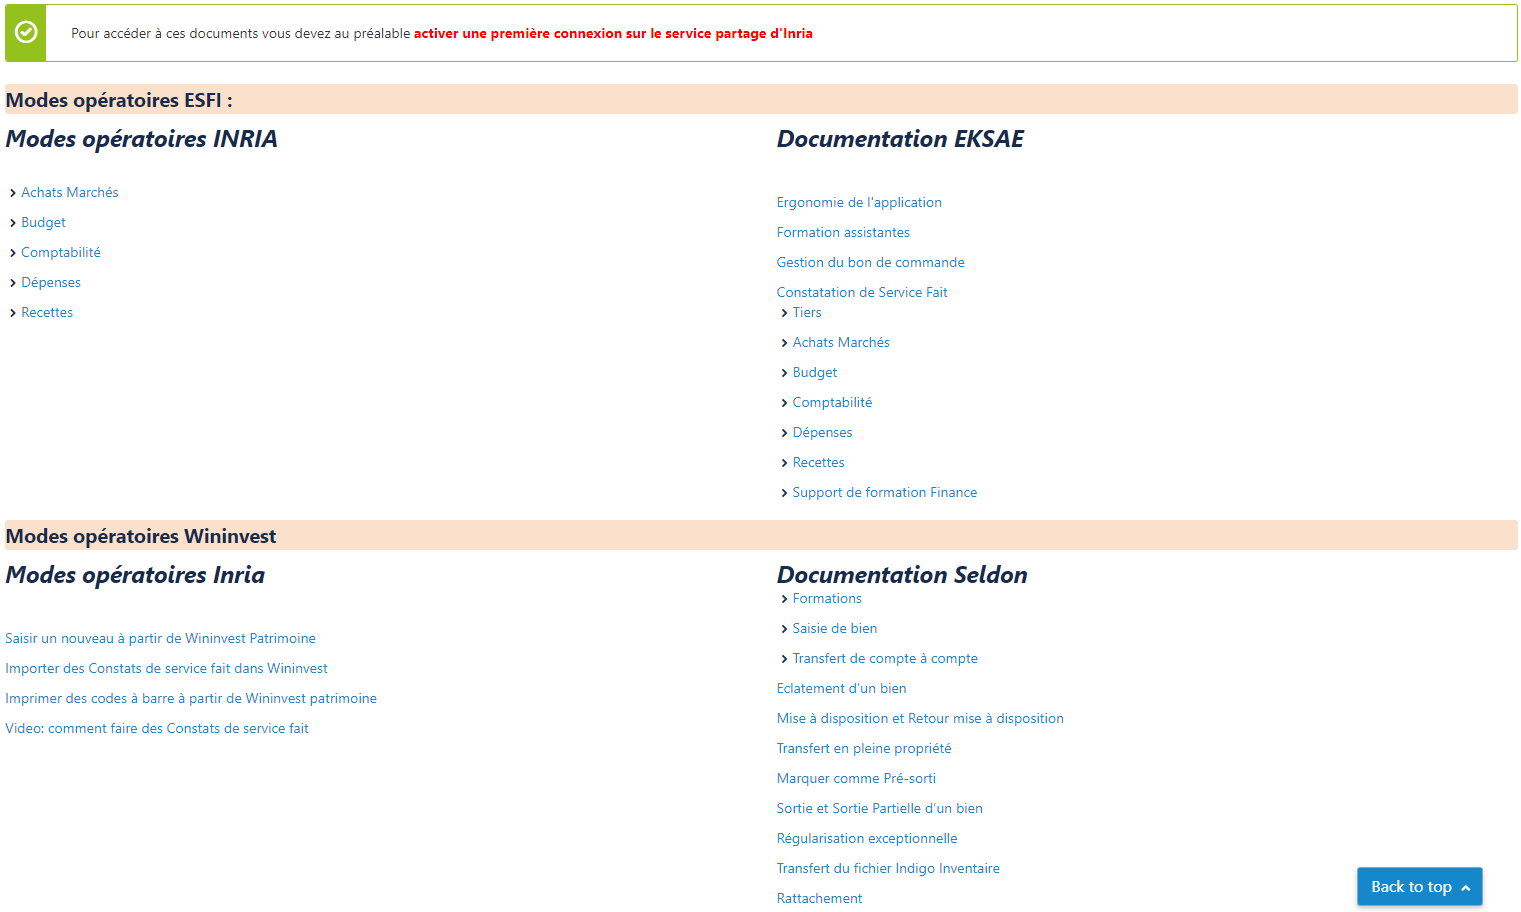 Pour accéder à ces documents vous devez au préalable activer une première connexion sur le service partage d'Inria
Modes opératoires ESFI :
Modes opératoires INRIA
Achats Marchés
Budget
Comptabilité
Dépenses
Recettes
Documentation EKSAE
Ergonomie de l'application
Formation assistantes
Gestion du bon de commande
Constatation de Service Fait
Tiers
Achats Marchés
Budget
Comptabilité
Dépenses
Recettes
Support de formation Finance
Modes opératoires Wininvest
Modes opératoires Inria
Saisir un nouveau à partir de Wininvest Patrimoine
Importer des Constats de service fait dans Wininvest
Imprimer des codes à barre à partir de Wininvest patrimoine
Video: comment faire des Constats de service fait
Documentation Seldon
Formations
Saisie de bien
Transfert de compte à compte
Eclatement d'un bien
Mise à disposition et Retour mise à disposition
Transfert en pleine propriété
Marquer comme Pré-sorti
Sortie et Sortie Partielle d'un bien
Régularisation exceptionnelle
Transfert du fichier Indigo Inventaire
Rattachement
Back to top